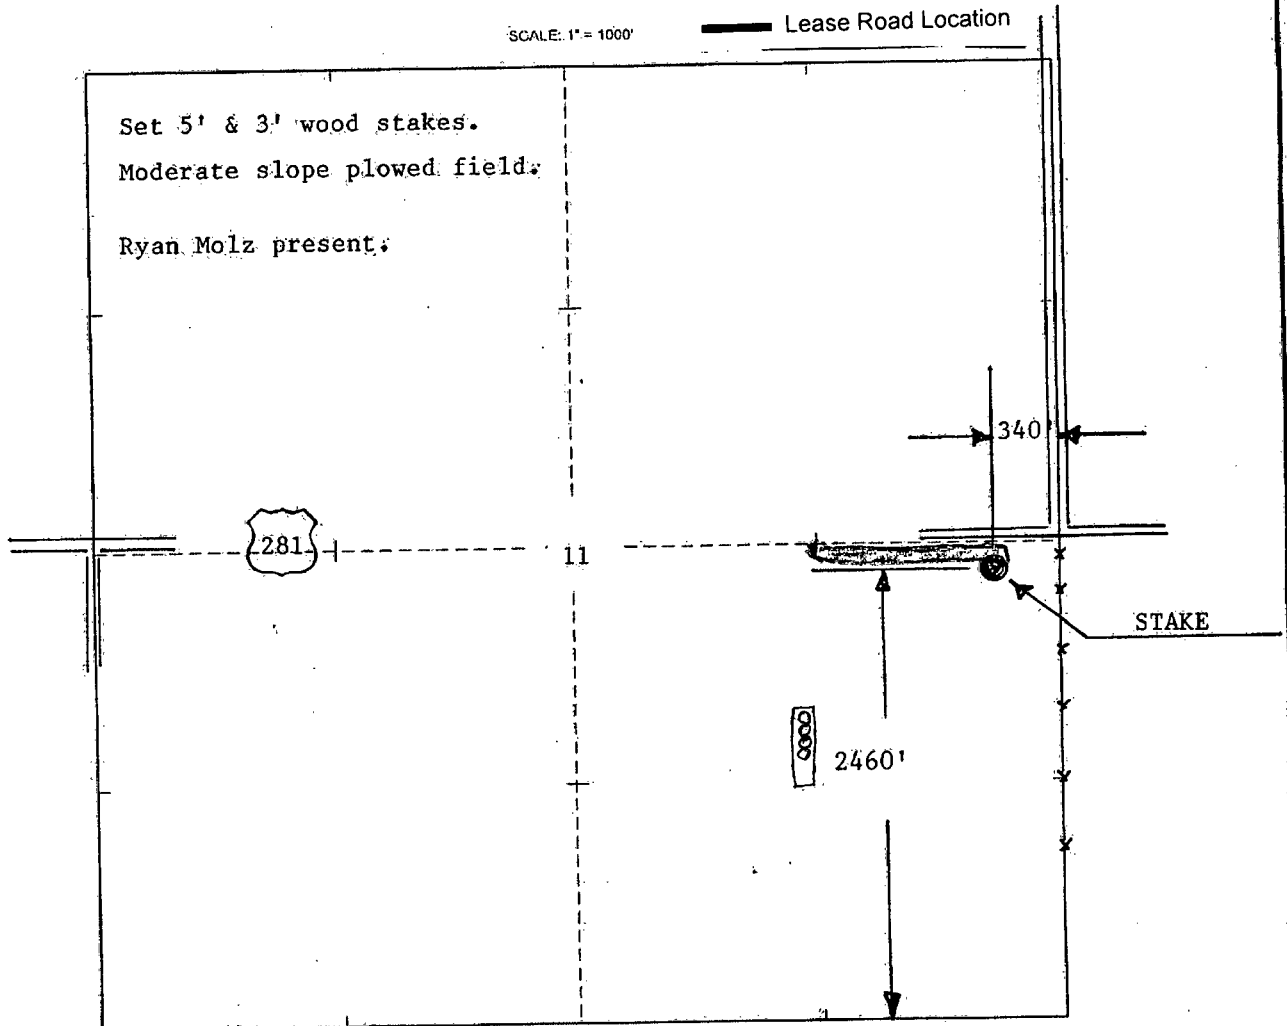 SCALE: 1" = 1000'
Lease Road Location
Set 5' & 3' wood stakes.
Moderate slope plowed field.
Ryan Molz present.
340'
281
11
STAKE
2460'